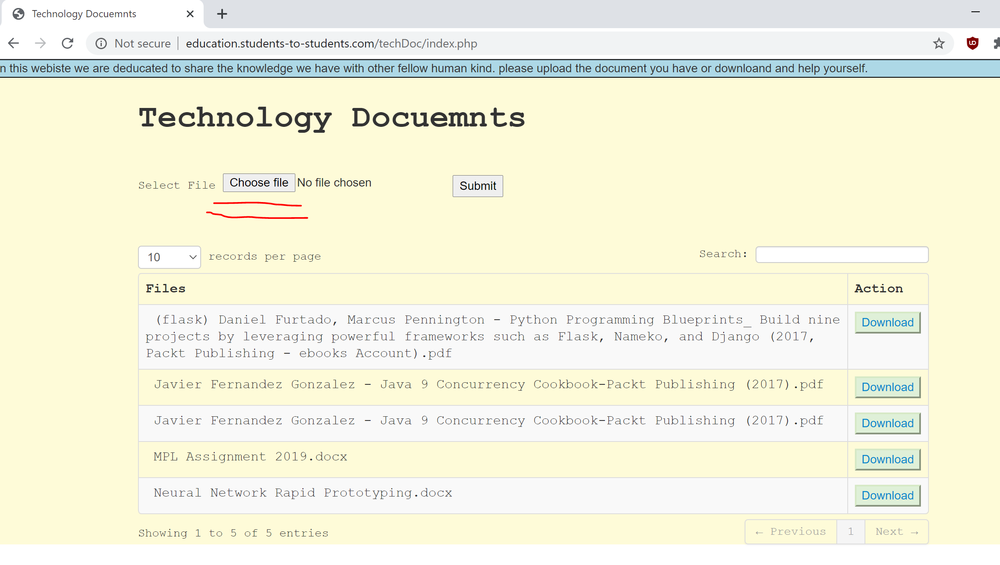 Technology Docuemnts
Not secure education.students-to-students.com/techDoc/index.php
n this webiste we are deducated to share the knowledge we have with other fellow human kind. please upload the document you have or downloand and help yourself.
Technology Docuemnts
Select File Choose file No file chosen Submit
10 records per page Search:
Files Action
(flask) Daniel Furtado, Marcus Pennington - Python Programming Blueprints_ Build nine Download
projects by leveraging powerful frameworks such as Flask, Nameko, and Django (2017,
Packt Publishing - ebooks Account).pdf
Javier Fernandez Gonzalez - Java 9 Concurrency Cookbook-Packt Publishing (2017).pdf Download
Javier Fernandez Gonzalez - Java 9 Concurrency Cookbook-Packt Publishing (2017).pdf Download
MPL Assignment 2019.docx Download
Neural Network Rapid Prototyping.docx Download
Showing 1 to 5 of 5 entries ← Previous 1 Next →